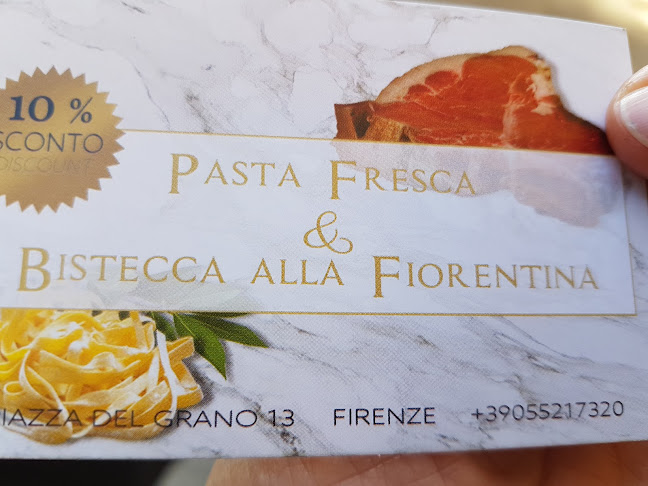 10 %
SCONTO
DISCOUNT
PASTA FRESCA
&
BISTECCA ALLA FIORENTINA
IAZZA DEL GRANO 13 FIRENZE +39055217320